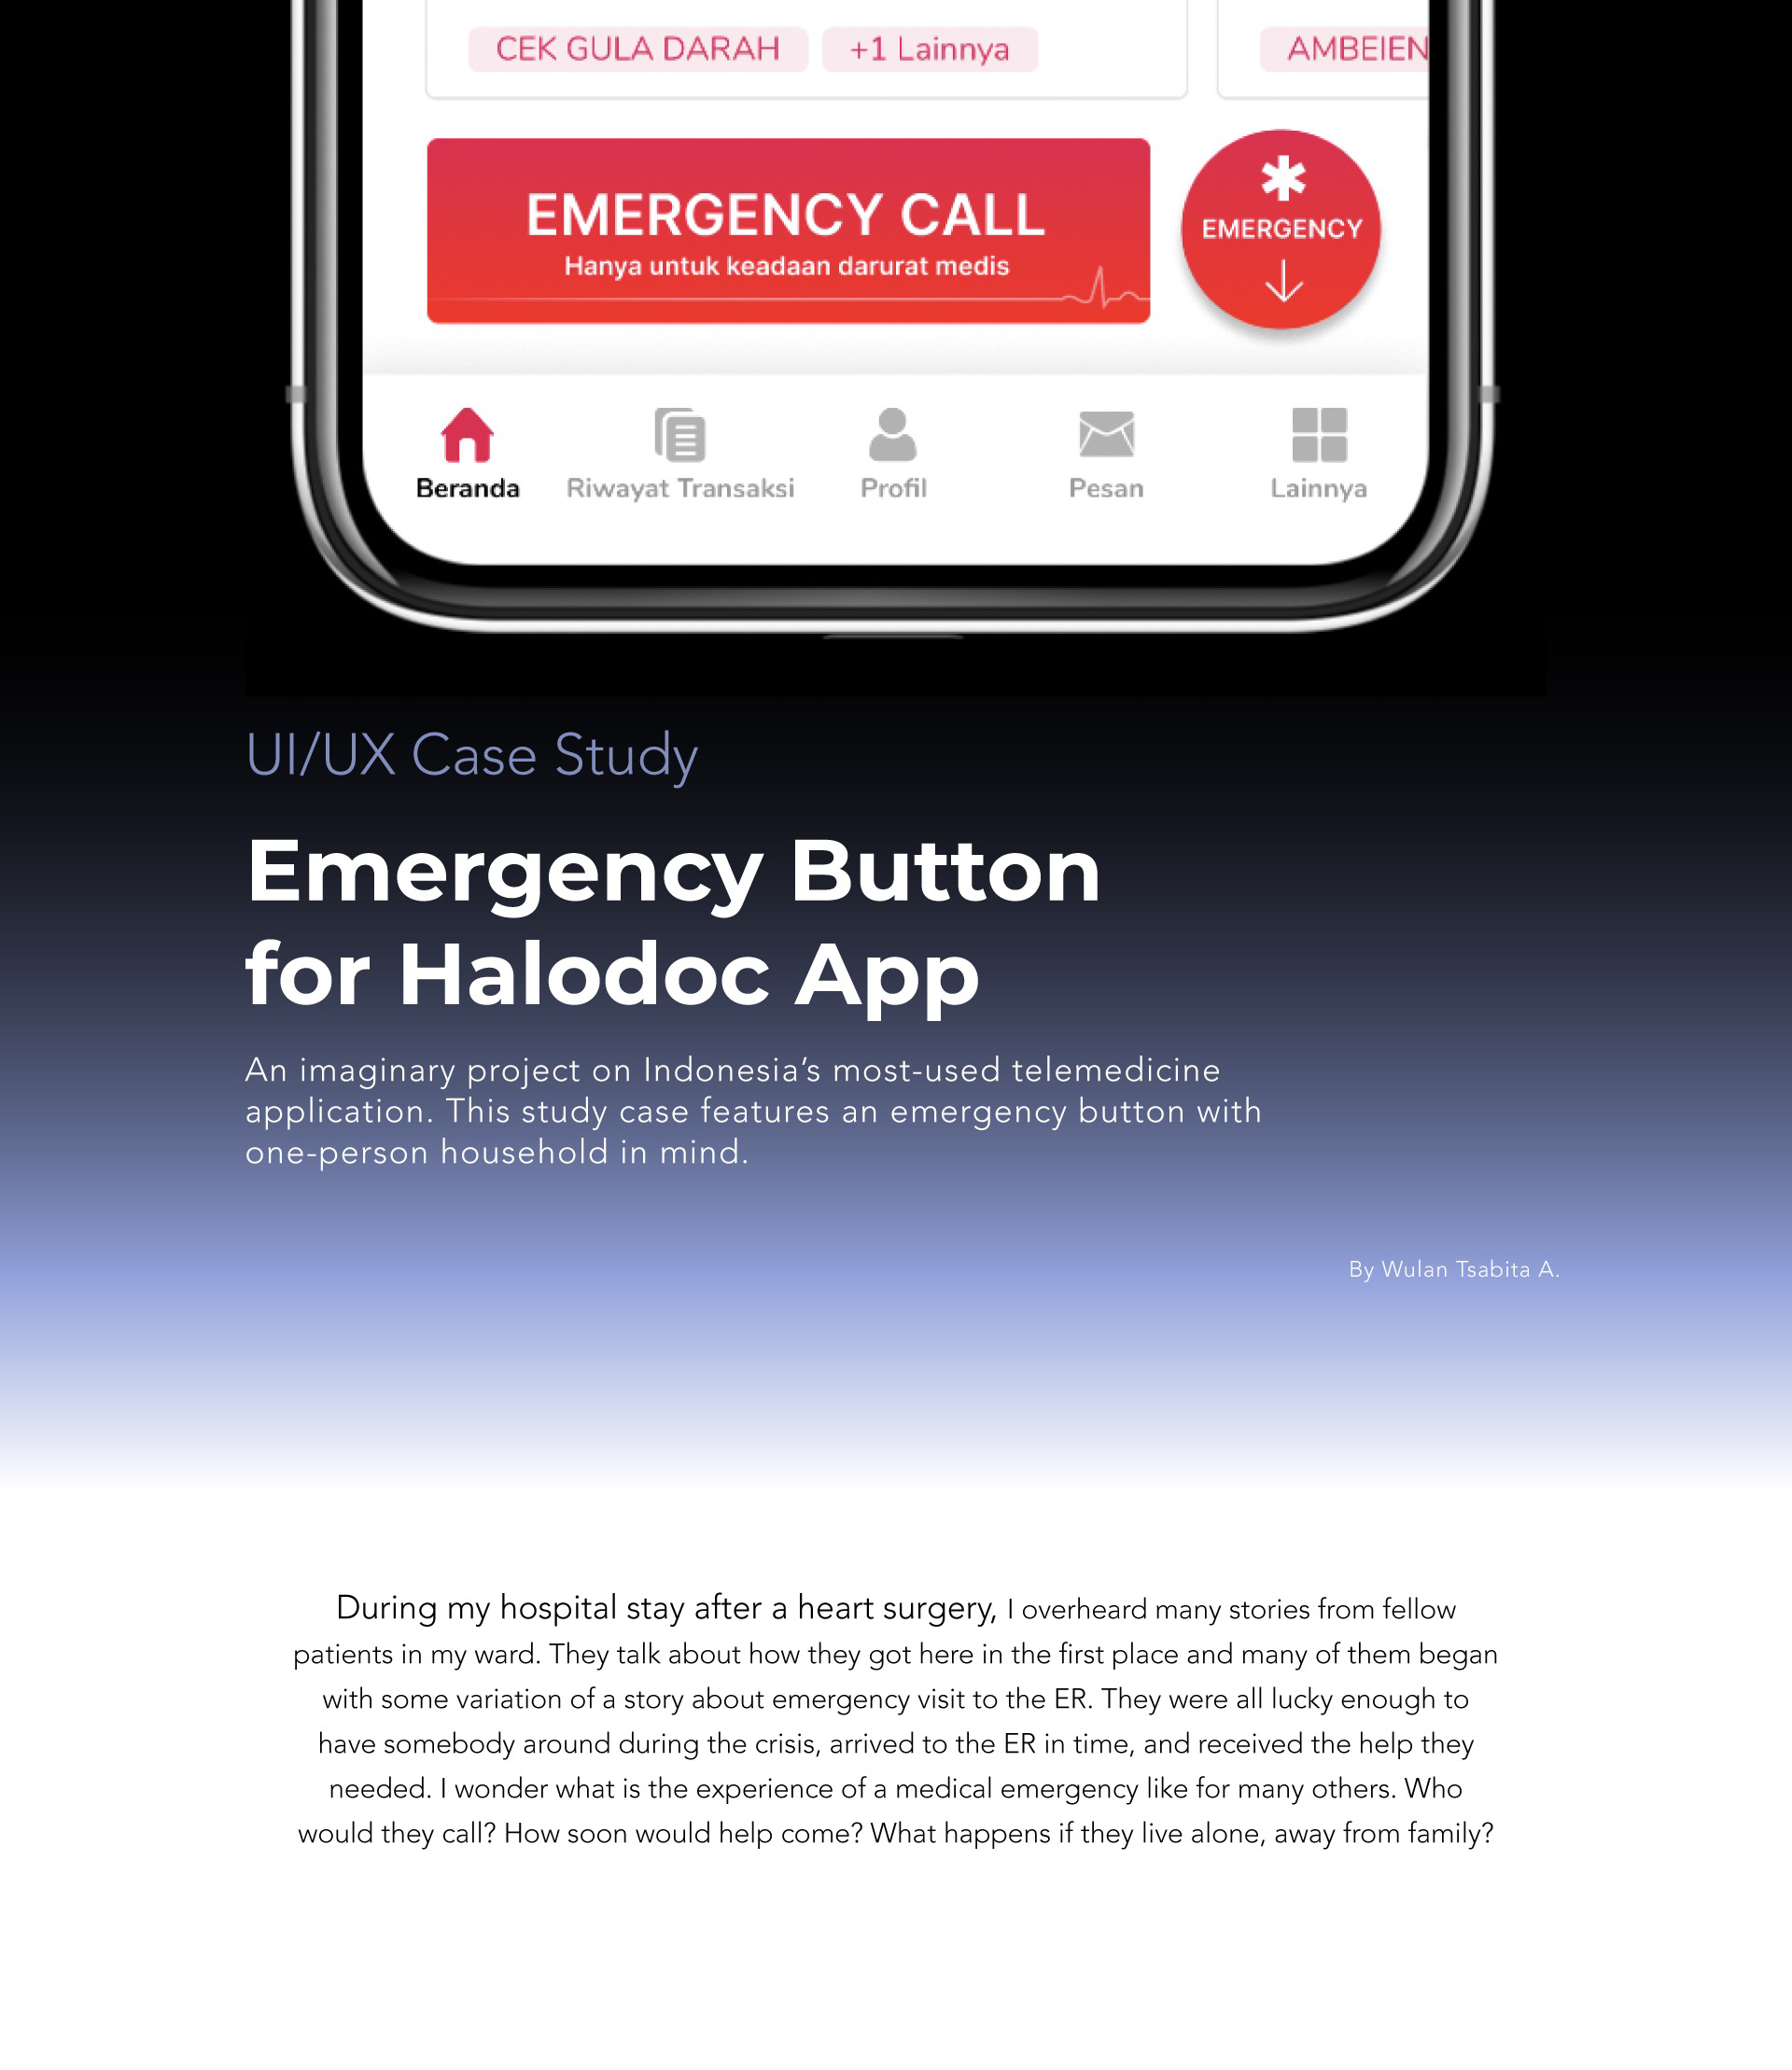 CEK GULA DARAH +1 Lainnya AMBEIEN
EMERGENCY CALL
Hanya untuk keadaan darurat medis
EMERGENCY
Beranda Riwayat Transaksi Profil Pesan Lainnya
UI/UX Case Study
Emergency Button
for Halodoc App
An imaginary project on Indonesia’s most-used telemedicine
application. This study case features an emergency button with
one-person household in mind.
By Wulan Tsabita A.
During my hospital stay after a heart surgery, I overheard many stories from fellow
patients in my ward. They talk about how they got here in the first place and many of them began
with some variation of a story about emergency visit to the ER. They were all lucky enough to
have somebody around during the crisis, arrived to the ER in time, and received the help they
needed. I wonder what is the experience of a medical emergency like for many others. Who
would they call? How soon would help come? What happens if they live alone, away from family?